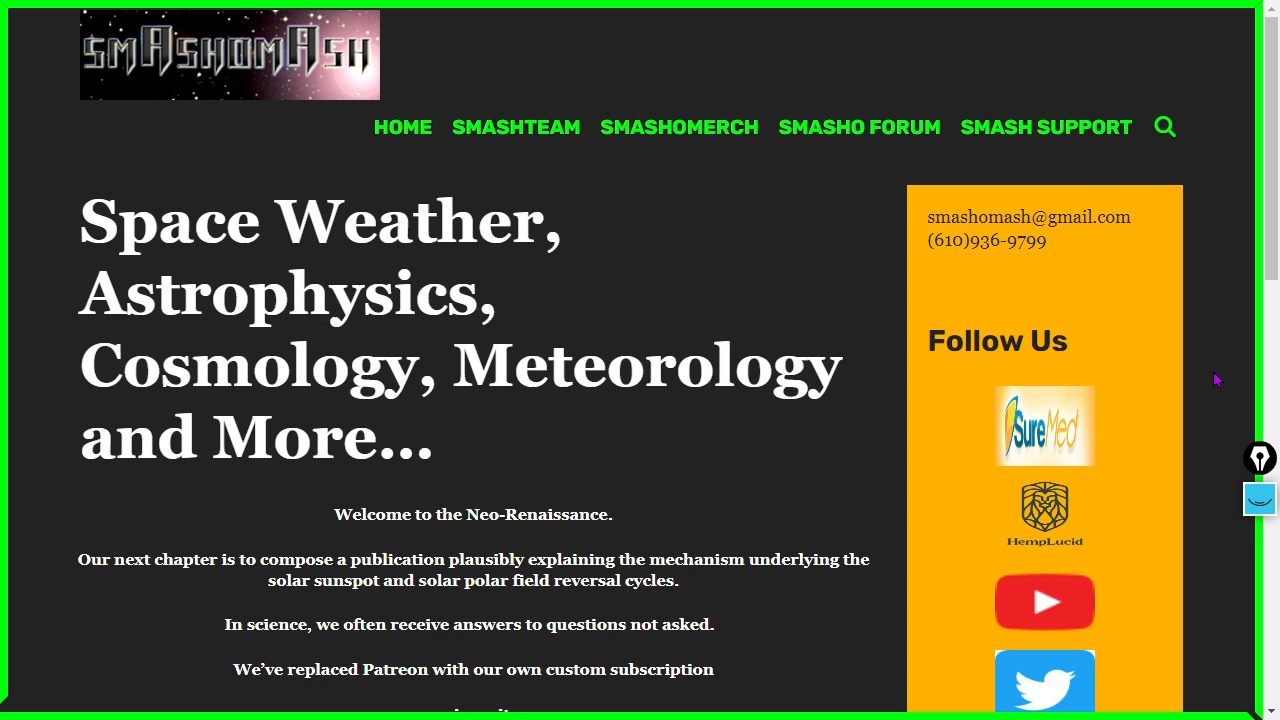 SMASHOMASH
HOME SMASHTEAM SMASHOMERCH SMASHO FORUM SMASH SUPPORT
Space Weather,
Astrophysics,
Cosmology, Meteorology
and More...
Welcome to the Neo-Renaissance.
Our next chapter is to compose a publication plausibly explaining the mechanism underlying the
solar sunspot and solar polar field reversal cycles.
In science, we often receive answers to questions not asked.
We’ve replaced Patreon with our own custom subscription
smashomash@gmail.com
(610)936-9799
Follow Us
SureMed
HempLucid